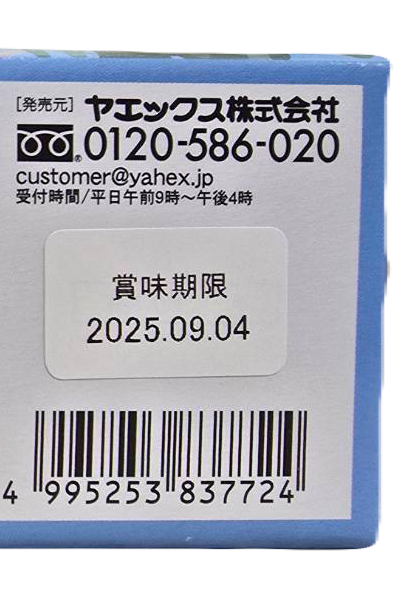 [発売元] ヤエックス株式会社
0120-586-020
customer@yahex.jp
受付時間/平日午前9時～午後4時
賞味期限
2025.09.04
4 995253 837724